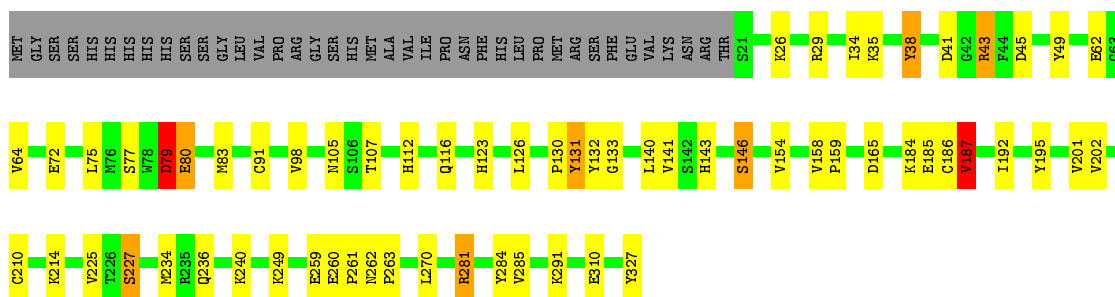 MET GLY SER SER HIS HIS HIS HIS HIS HIS SER SER GLY LEU VAL PRO ARG GLY SER HIS MET ALA VAL ILE PRO ASN PHE HIS LEU PRO MET ARG SER PHE GLU VAL LYS ASN ARG THR S21 K26 R29 I34 K35 Y38 D41 G42 R43 F44 D45 Y49 E62 G63
V64 E72 L75 M76 S77 W78 D79 E80 M83 C91 V98 N105 S106 T107 H112 Q116 H123 L126 P130 Y131 Y132 G133 L140 V141 S142 H143 S146 V154 V158 P159 D165 K184 E185 C186 V187 I192 Y195 V201 V202
C210 K214 V225 T226 S227 M234 R235 Q236 K240 K249 E259 E260 P261 N262 P263 L270 R281 Y284 V285 K291 E310 Y327